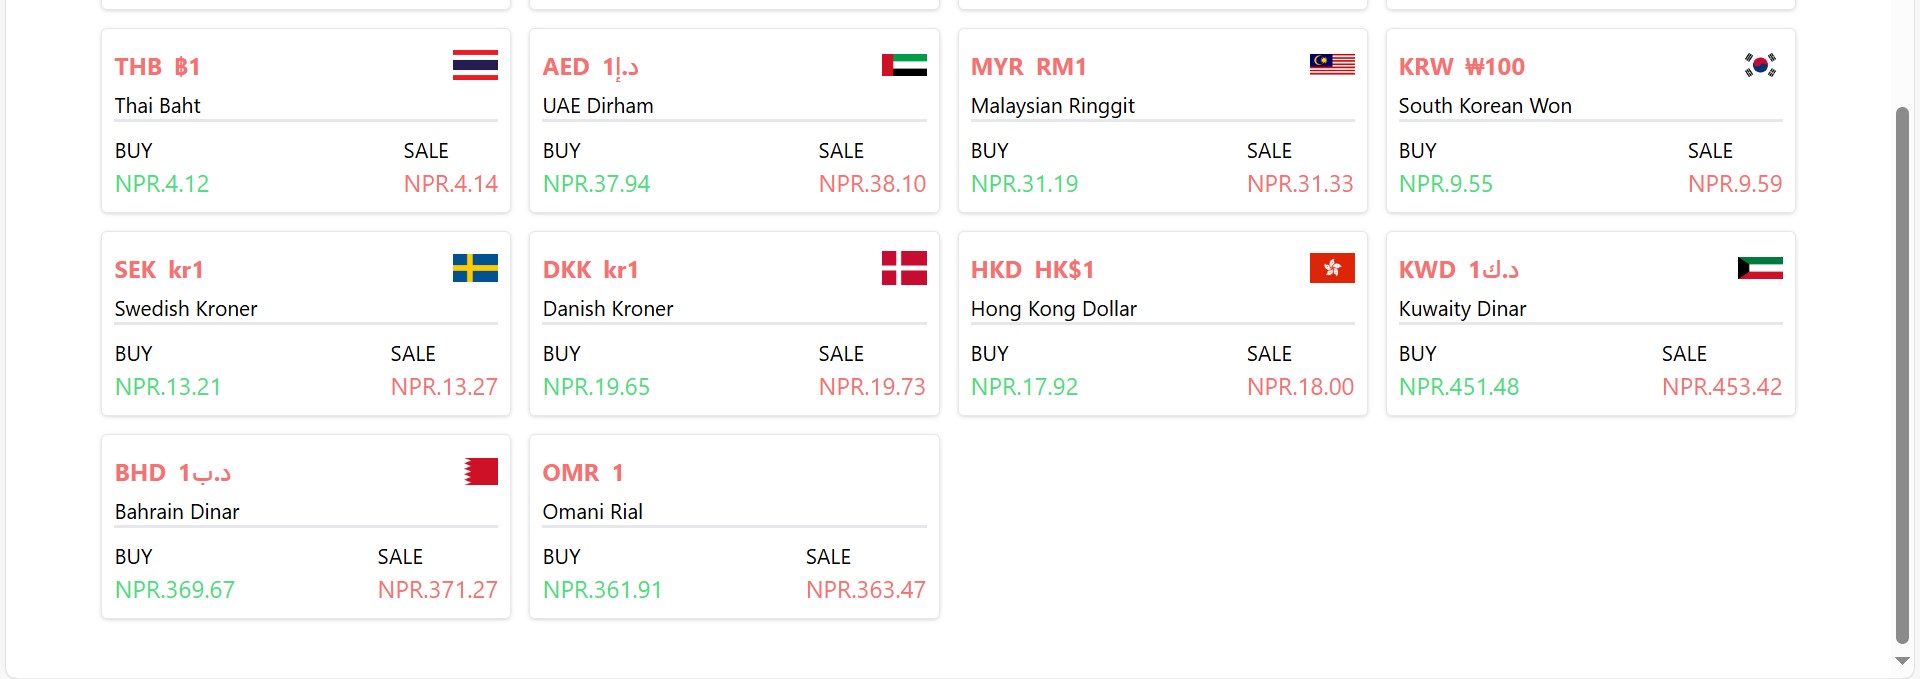 THB ฿1
Thai Baht
BUY SALE
NPR.4.12 NPR.4.14
AED د.إ1
UAE Dirham
BUY SALE
NPR.37.94 NPR.38.10
MYR RM1
Malaysian Ringgit
BUY SALE
NPR.31.19 NPR.31.33
KRW ₩100
South Korean Won
BUY SALE
NPR.9.55 NPR.9.59
SEK kr1
Swedish Kroner
BUY SALE
NPR.13.21 NPR.13.27
DKK kr1
Danish Kroner
BUY SALE
NPR.19.65 NPR.19.73
HKD HK$1
Hong Kong Dollar
BUY SALE
NPR.17.92 NPR.18.00
KWD د.ك1
Kuwaity Dinar
BUY SALE
NPR.451.48 NPR.453.42
BHD د.ب1
Bahrain Dinar
BUY SALE
NPR.369.67 NPR.371.27
OMR 1
Omani Rial
BUY SALE
NPR.361.91 NPR.363.47